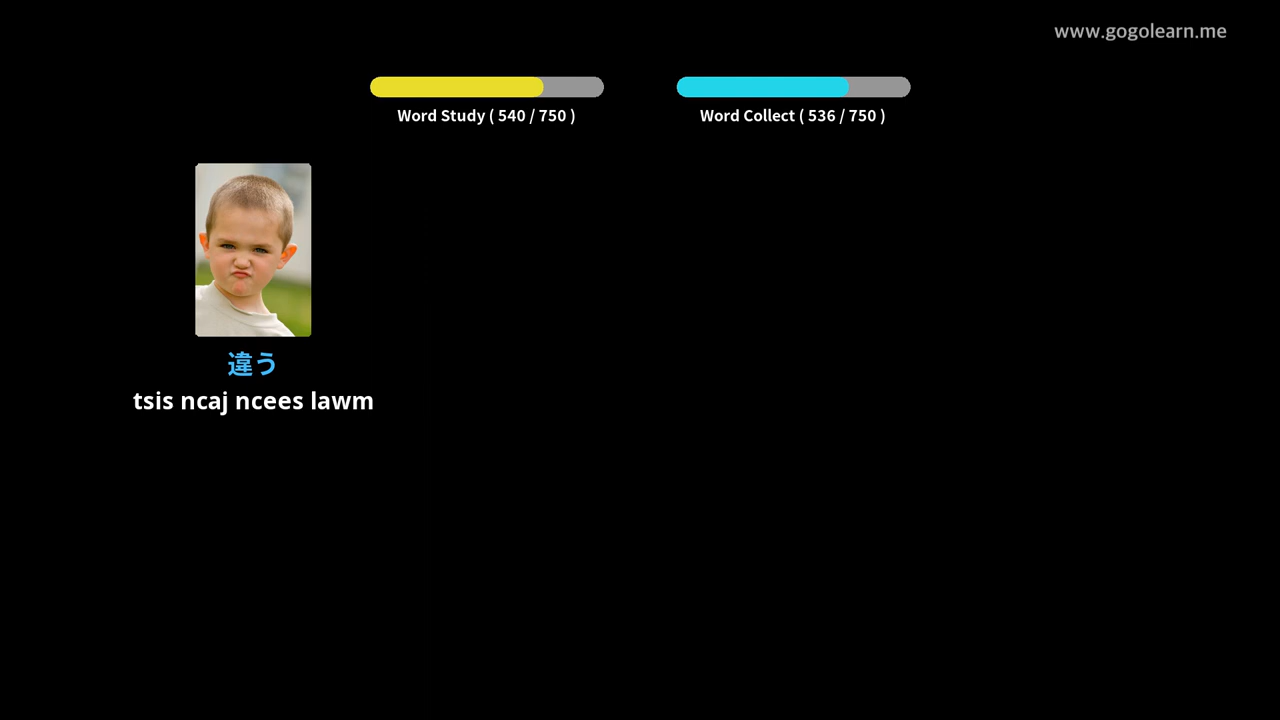 www.gogolearn.me
Word Study ( 540 / 750 )
Word Collect ( 536 / 750 )
違う
tsis ncaj ncees lawm